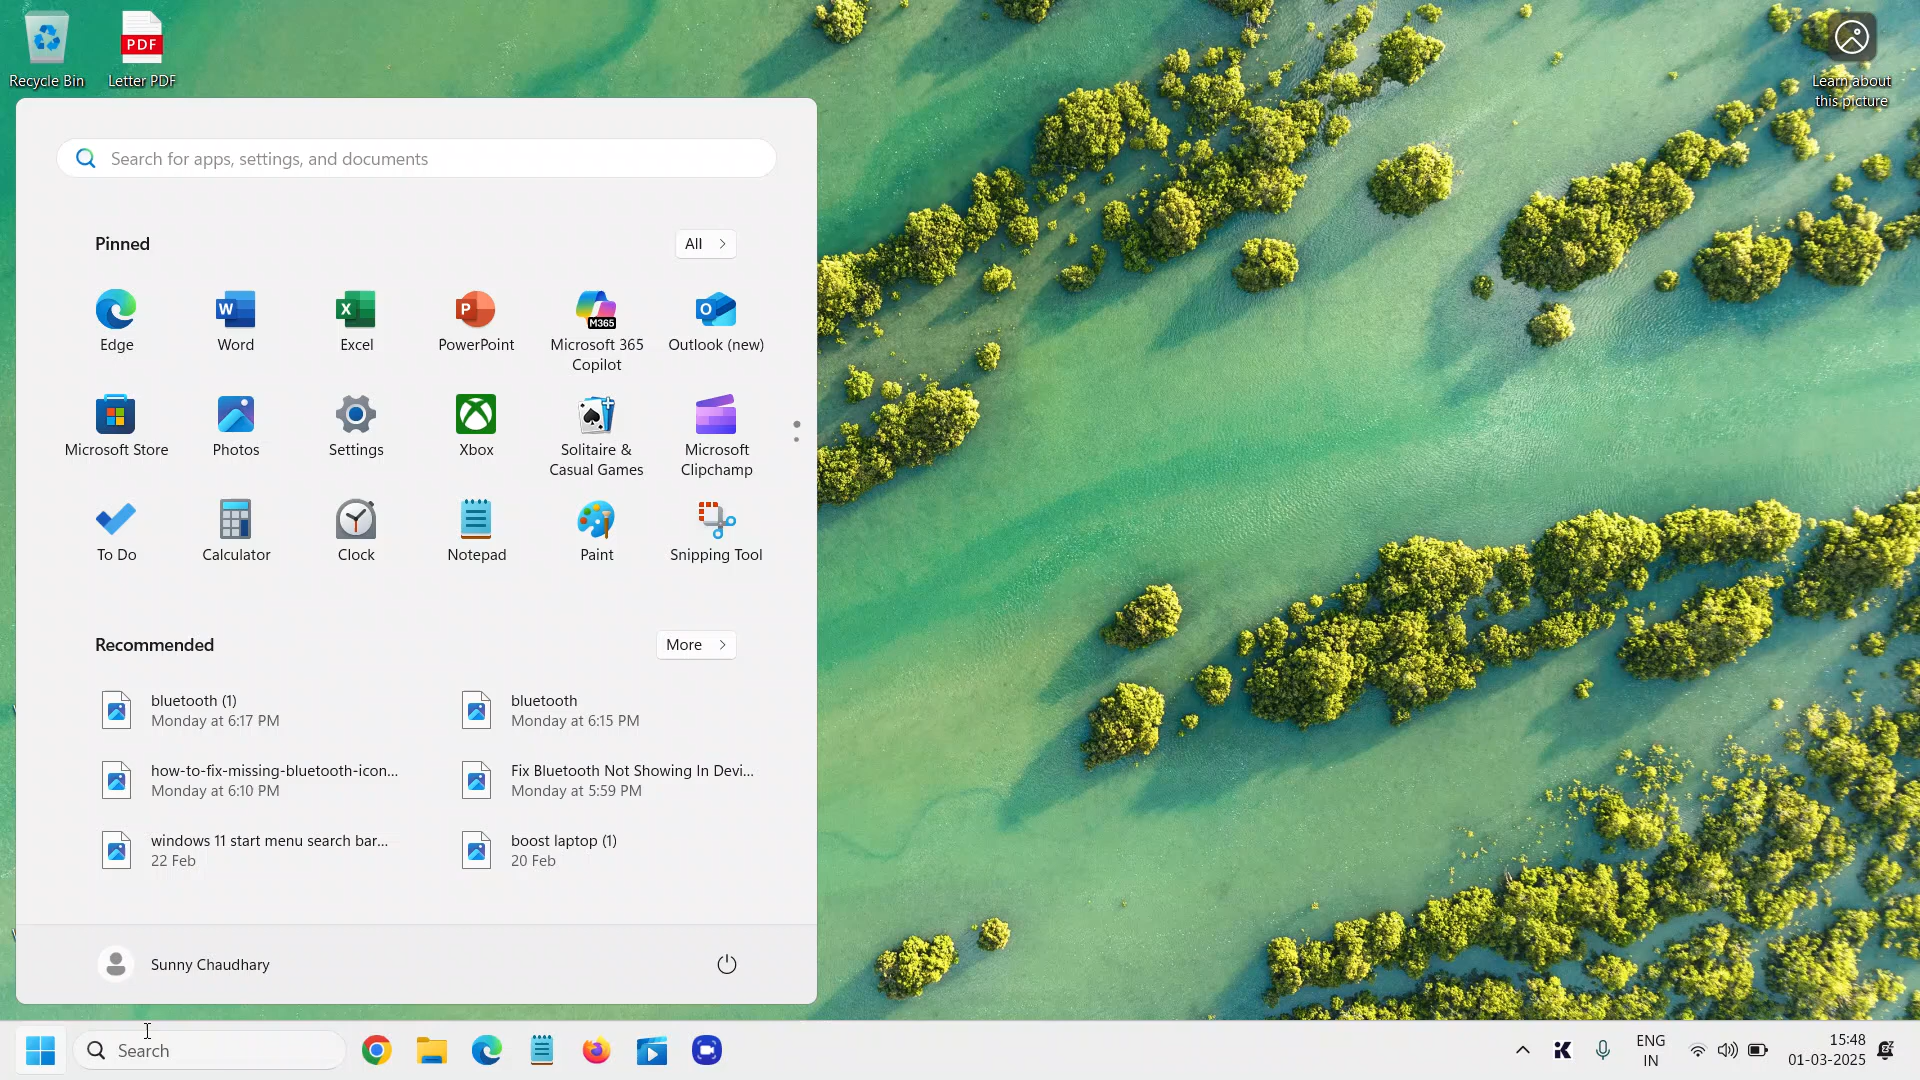 PDF
Recycle Bin
Letter PDF
Learn about
this picture
Search for apps, settings, and documents
Pinned
All
Edge
Word
Excel
PowerPoint
M365
Microsoft 365
Copilot
Outlook (new)
Microsoft Store
Photos
Settings
Xbox
Solitaire &
Casual Games
Microsoft
Clipchamp
To Do
Calculator
Clock
Notepad
Paint
Snipping Tool
Recommended
More
bluetooth (1)
Monday at 6:17 PM
bluetooth
Monday at 6:15 PM
how-to-fix-missing-bluetooth-icon...
Monday at 6:10 PM
Fix Bluetooth Not Showing In Devi...
Monday at 5:59 PM
windows 11 start menu search bar...
22 Feb
boost laptop (1)
20 Feb
Sunny Chaudhary
Search
ENG
IN
15:48
01-03-2025